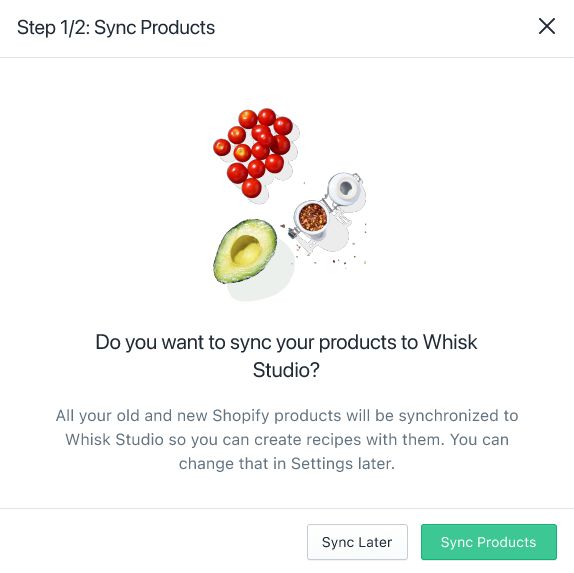 Step 1/2: Sync Products
Do you want to sync your products to Whisk
Studio?
All your old and new Shopify products will be synchronized to
Whisk Studio so you can create recipes with them. You can
change that in Settings later.
Sync Later
Sync Products